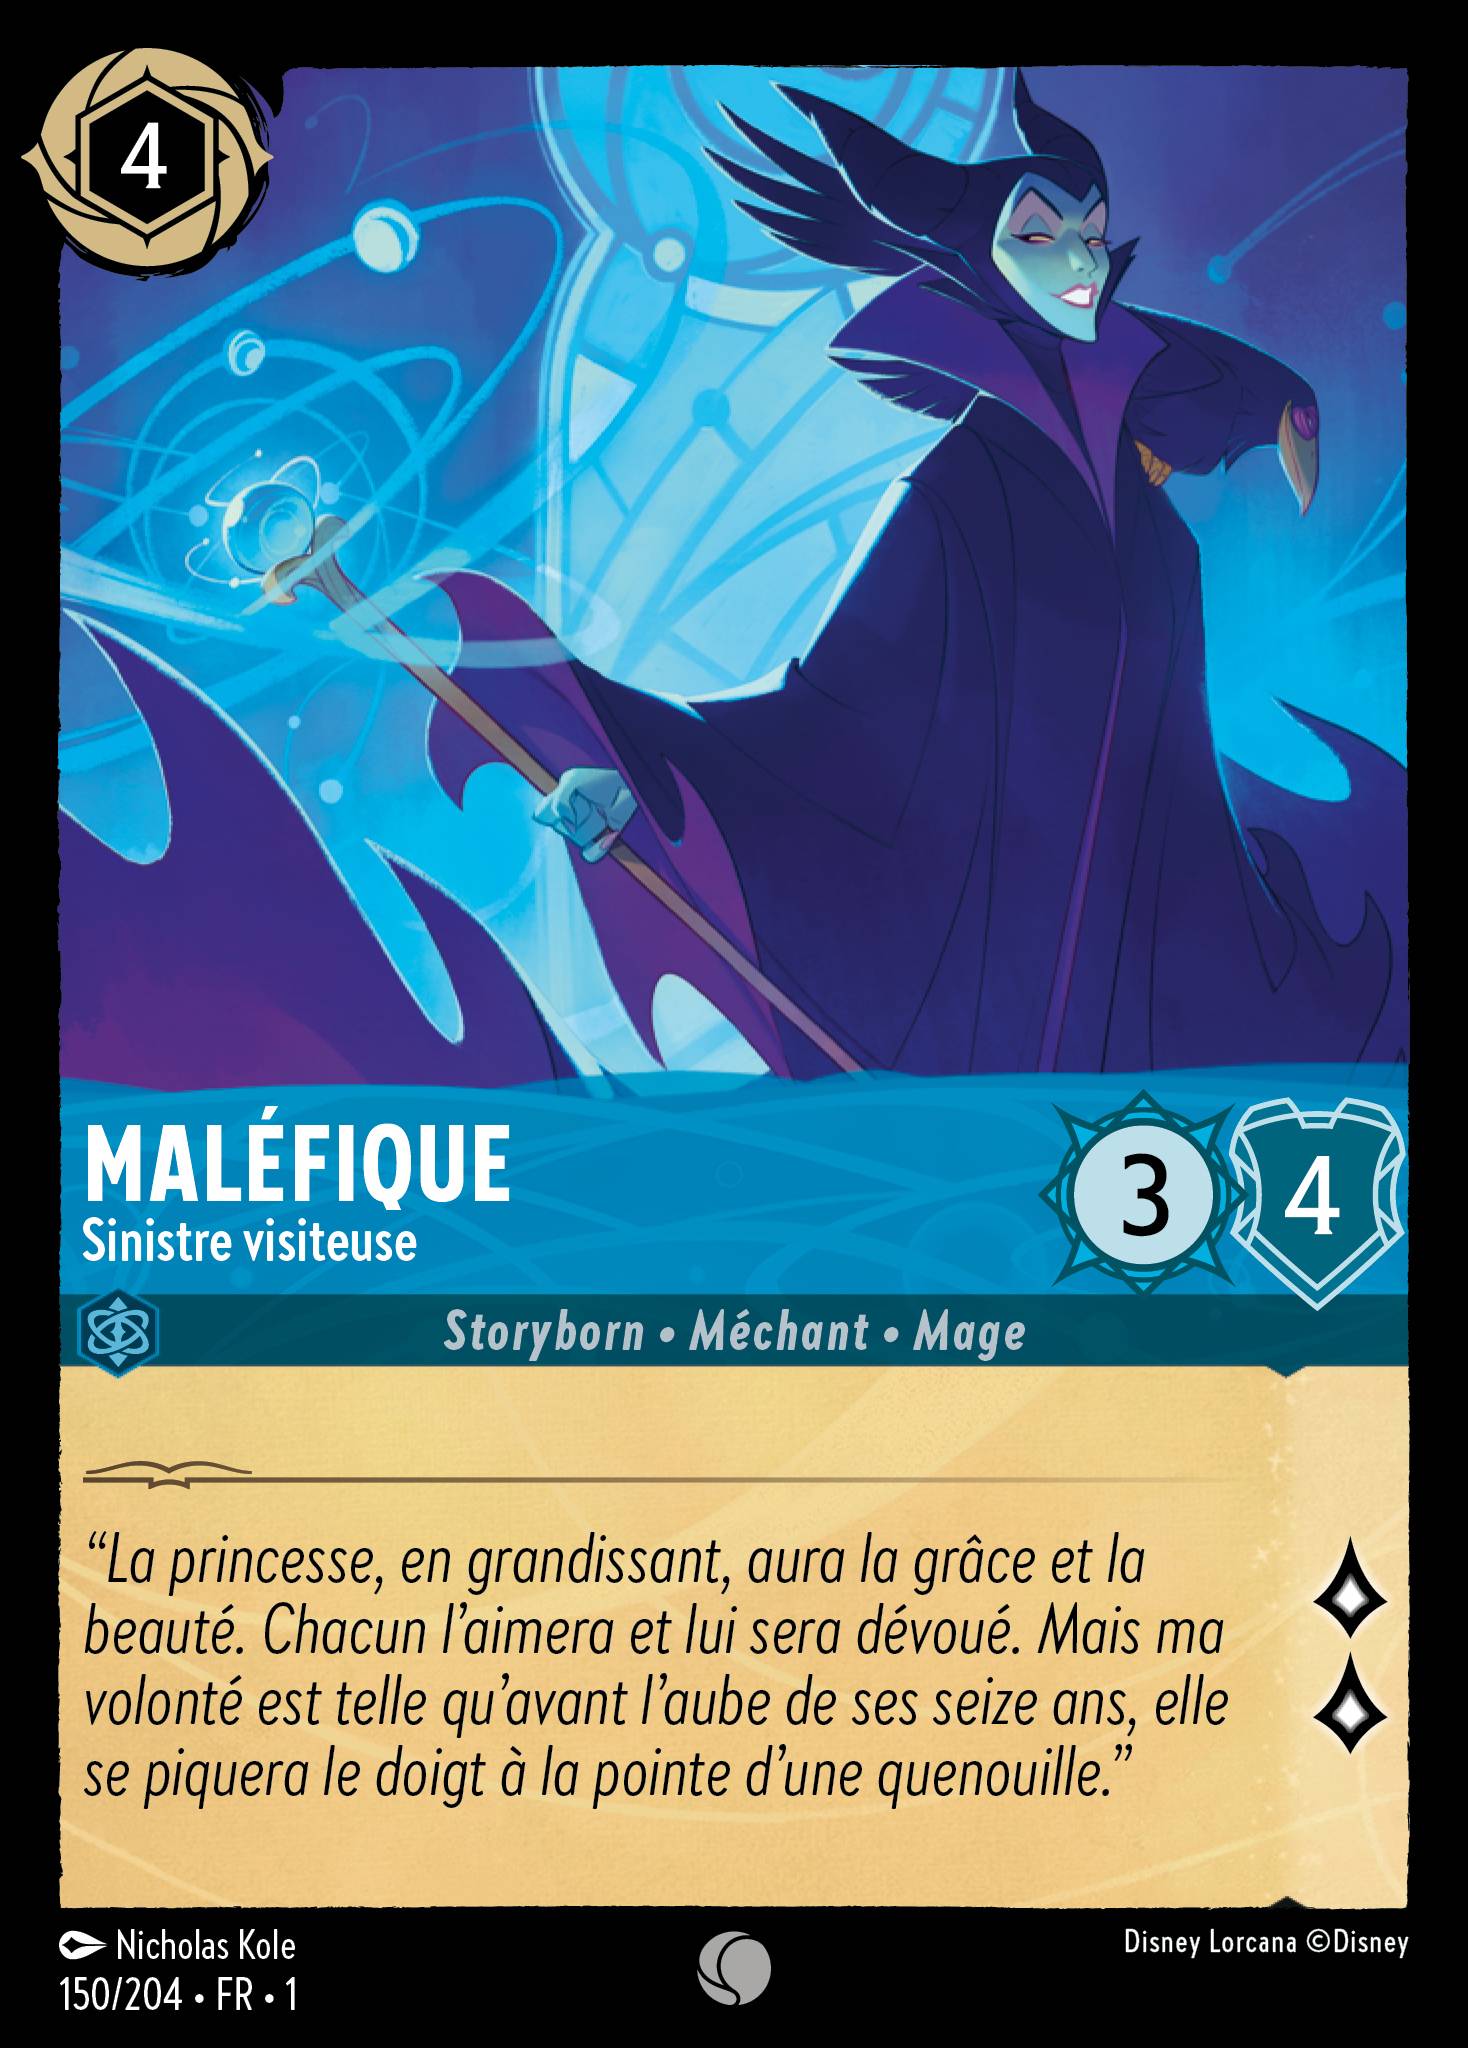 4
MALÉFIQUE
Sinistre visiteuse
3
4
Storyborn • Méchant • Mage
“La princesse, en grandissant, aura la grâce et la
beauté. Chacun l’aimera et lui sera dévoué. Mais ma
volonté est telle qu’avant l’aube de ses seize ans, elle
se piquera le doigt à la pointe d’une quenouille.”
Nicholas Kole
Disney Lorcana ©Disney
150/204 • FR • 1